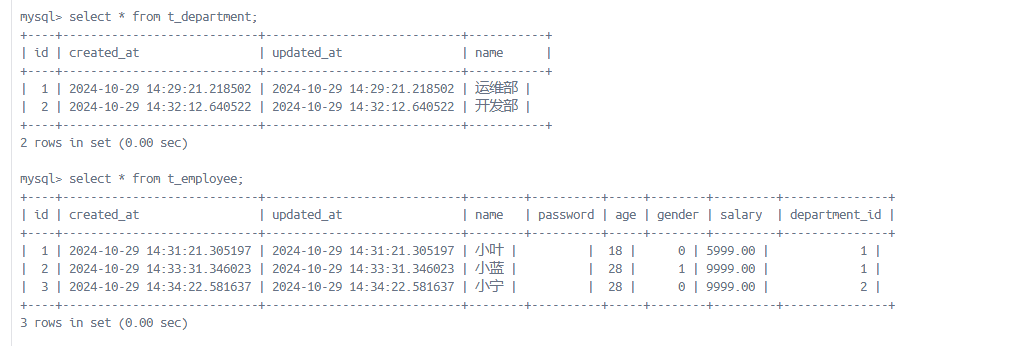 mysql> select * from t_department;
+----+----------------------------+----------------------------+-----------+
| id | created_at                 | updated_at                 | name      |
+----+----------------------------+----------------------------+-----------+
|  1 | 2024-10-29 14:29:21.218502 | 2024-10-29 14:29:21.218502 | 运维部 |
|  2 | 2024-10-29 14:32:12.640522 | 2024-10-29 14:32:12.640522 | 开发部 |
+----+----------------------------+----------------------------+-----------+
2 rows in set (0.00 sec)
mysql> select * from t_employee;
+----+----------------------------+----------------------------+--------+----------+-----+--------+---------+---------------+
| id | created_at                 | updated_at                 | name   | password | age | gender | salary  | department_id |
+----+----------------------------+----------------------------+--------+----------+-----+--------+---------+---------------+
|  1 | 2024-10-29 14:31:21.305197 | 2024-10-29 14:31:21.305197 | 小叶 |          |  18 |      0 | 5999.00 |             1 |
|  2 | 2024-10-29 14:33:31.346023 | 2024-10-29 14:33:31.346023 | 小蓝 |          |  28 |      1 | 9999.00 |             1 |
|  3 | 2024-10-29 14:34:22.581637 | 2024-10-29 14:34:22.581637 | 小宁 |          |  28 |      0 | 9999.00 |             2 |
+----+----------------------------+----------------------------+--------+----------+-----+--------+---------+---------------+
3 rows in set (0.00 sec)